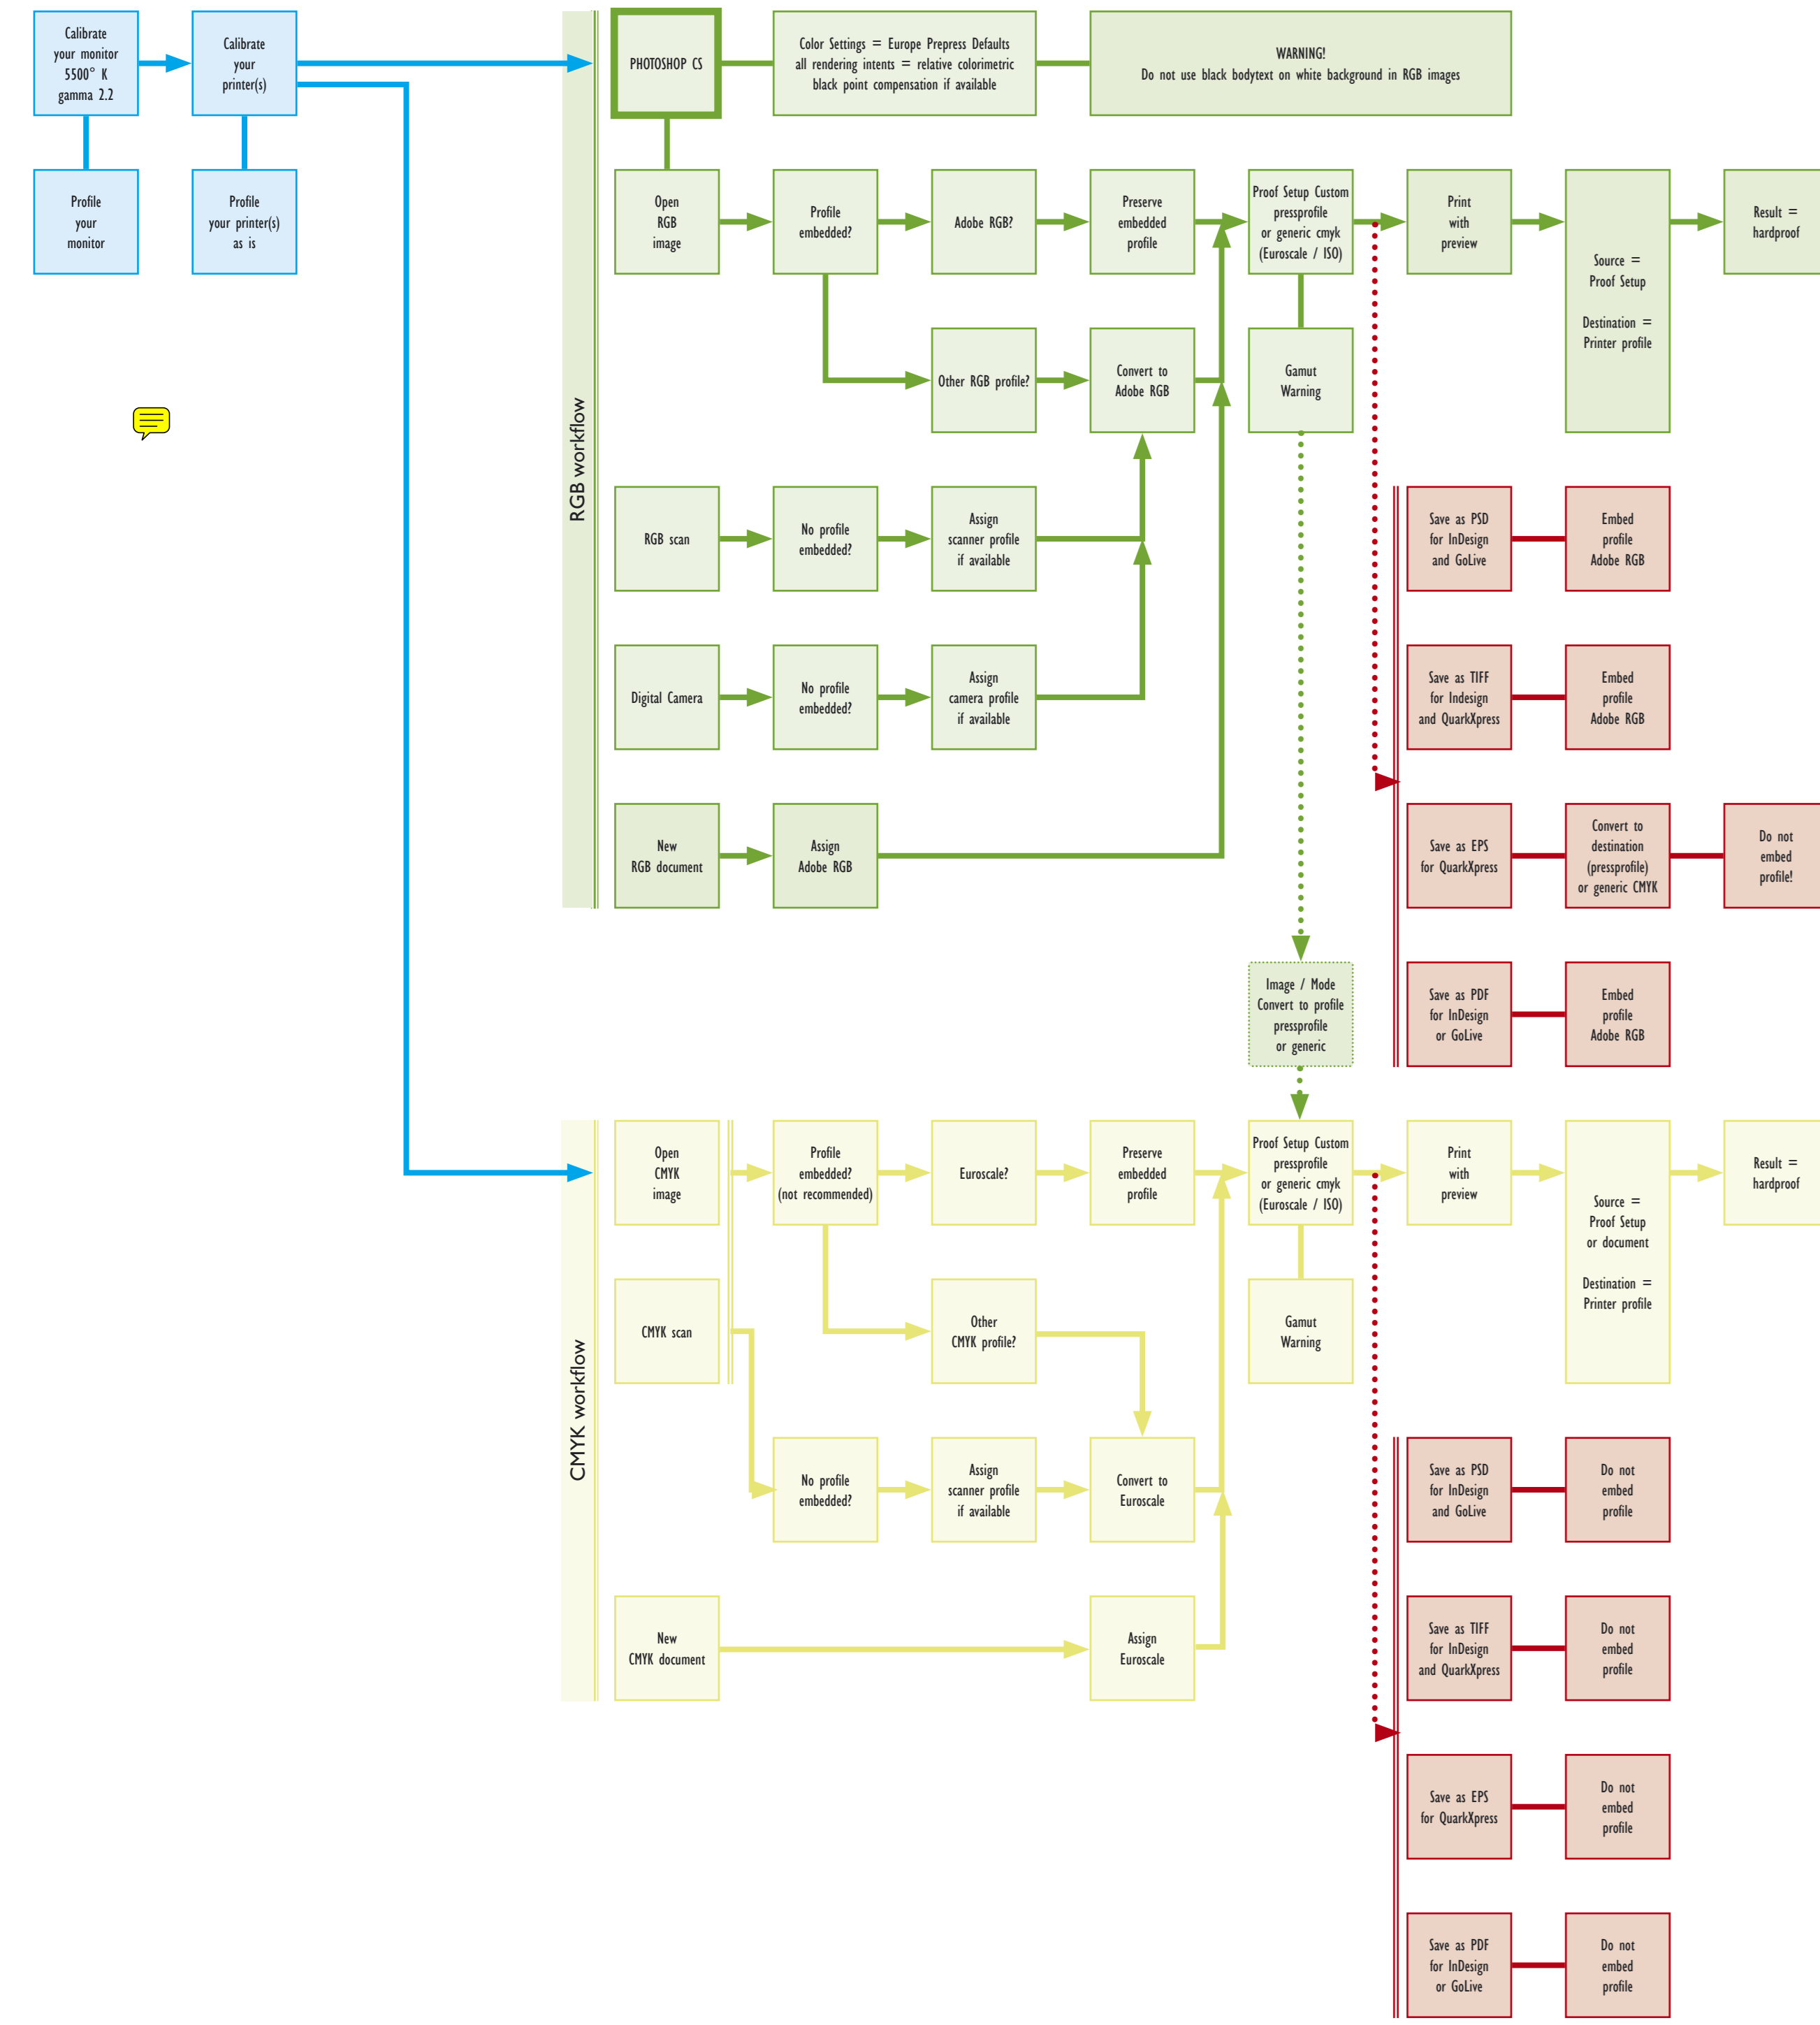 Calibrate
your monitor
5500° K
gamma 2.2
Calibrate
your
printer(s)
Profile
your
monitor
Profile
your printer(s)
as is
RGB workflow
PHOTOSHOP CS
Color Settings = Europe Prepress Defaults
all rendering intents = relative colorimetric
black point compensation if available
WARNING!
Do not use black bodytext on white background in RGB images
Open
RGB
image
Profile
embedded?
Adobe RGB?
Preserve
embedded
profile
Proof Setup Custom
pressprofile
or generic cmyk
(Euroscale / ISO)
Print
with
preview
Source =
Proof Setup
Destination =
Printer profile
Result =
hardproof
Other RGB profile?
Convert to
Adobe RGB
Gamut
Warning
RGB scan
No profile
embedded?
Assign
scanner profile
if available
Save as PSD
for InDesign
and GoLive
Embed
profile
Adobe RGB
Digital Camera
No profile
embedded?
Assign
camera profile
if available
Save as TIFF
for Indesign
and QuarkXpress
Embed
profile
Adobe RGB
New
RGB document
Assign
Adobe RGB
Save as EPS
for QuarkXpress
Convert to
destination
(pressprofile)
or generic CMYK
Do not
embed
profile!
Image / Mode
Convert to profile
pressprofile
or generic
Save as PDF
for InDesign
or GoLive
Embed
profile
Adobe RGB
CMYK workflow
Open
CMYK
image
Profile
embedded?
(not recommended)
Euroscale?
Preserve
embedded
profile
Proof Setup Custom
pressprofile
or generic cmyk
(Euroscale / ISO)
Print
with
preview
Source =
Proof Setup
or document
Destination =
Printer profile
Result =
hardproof
CMYK scan
Other
CMYK profile?
Gamut
Warning
No profile
embedded?
Assign
scanner profile
if available
Convert to
Euroscale
Save as PSD
for InDesign
and GoLive
Do not
embed
profile
New
CMYK document
Assign
Euroscale
Save as TIFF
for InDesign
and QuarkXpress
Do not
embed
profile
Save as EPS
for QuarkXpress
Do not
embed
profile
Save as PDF
for InDesign
or GoLive
Do not
embed
profile